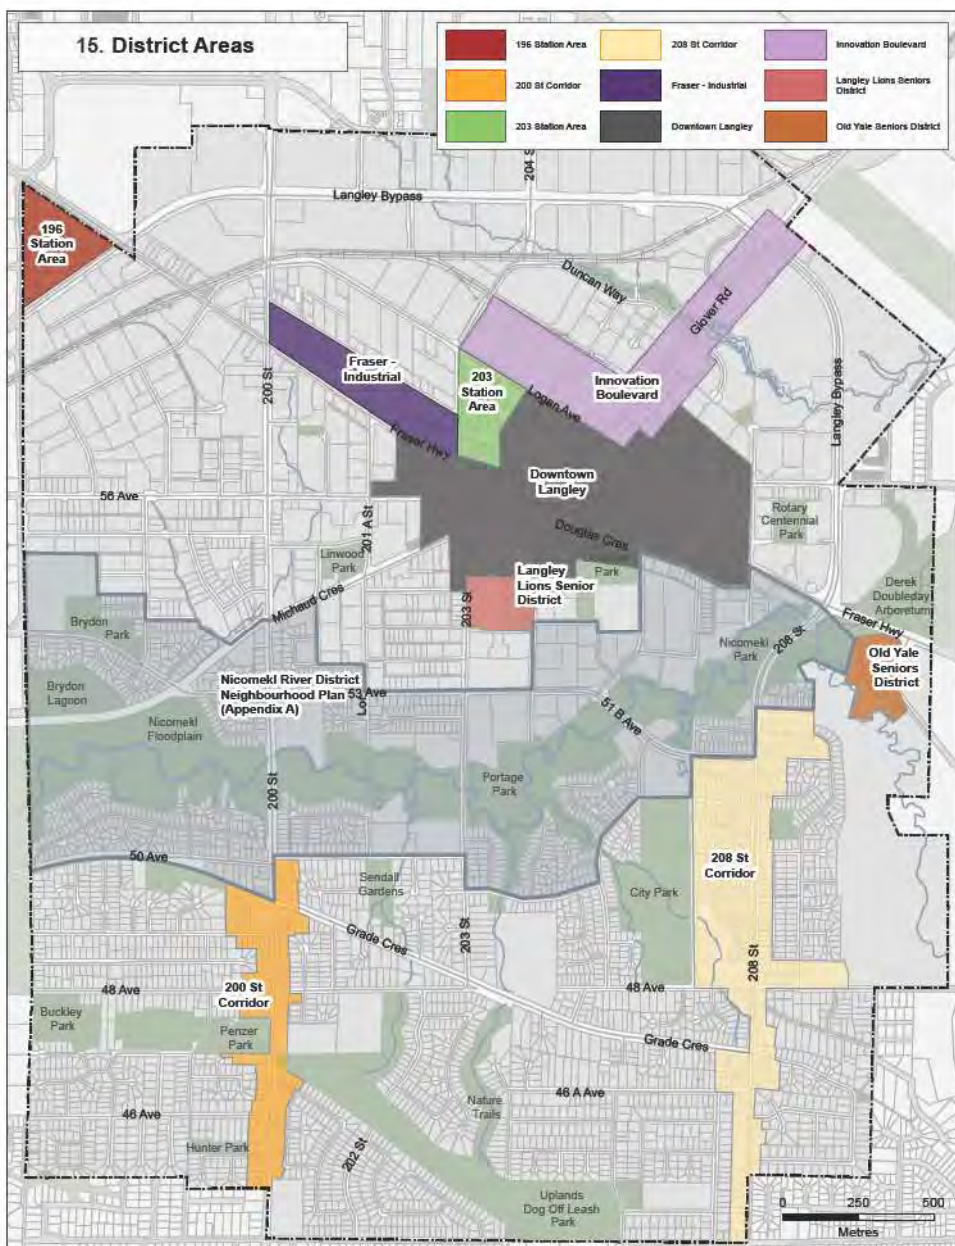 15. District Areas
196 Station Area
200 St Corridor
203 Station Area
208 St Corridor
Fraser - Industrial
Downtown Langley
Innovation Boulevard
Langley Lions Seniors
District
Old Yale Seniors District
204 S
Langley Bypass
196
Station
Area
Duncan Way
Glover Rd
Fraser -
Industrial
200 St
203
Station
Area
Logan Ave
Innovation
Boulevard
Langley Bypass
Fraser Hwy
Downtown
Langley
56 Ave
201 A St
Douglas Cres
Rotary
Centennial
Park
Linwood
Park
Langley
Lions Senior
District
Park
Michaud Cres
203 St
Derek
Doubleday
Arboretum
Fraser Hwy
Brydon
Park
Nicomekl
Park
208 St
Old Yale
Seniors
District
Brydon
Lagoon
Nicomekl River District
Neighbourhood Plan
(Appendix A)
53 Ave
Lo
51 B Ave
Nicomekl
Floodplain
200 St
Portage
Park
50 Ave
Sendall
Gardens
208 St
Corridor
City Park
Grade Cres
203 St
208 St
48 Ave
200 St
Corridor
48 Ave
Buckley
Park
Penzer
Park
Grade Cres
46 A Ave
Nature
Trails
46 Ave
Hunter Park
202 St
Uplands
Dog Off Leash
Park
0 250 500
Metres